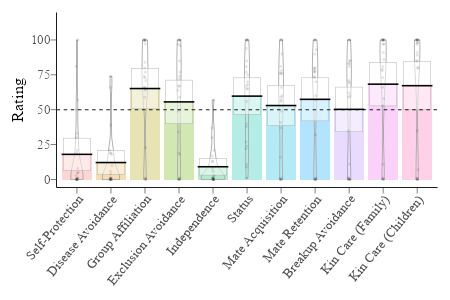 100
75
50
25
0
Rating
Self-Protection
Disease Avoidance
Group Affiliation
Exclusion Avoidance
Independence
Status
Mate Acquisition
Mate Retention
Breakup Avoidance
Kin Care (Family)
Kin Care (Children)